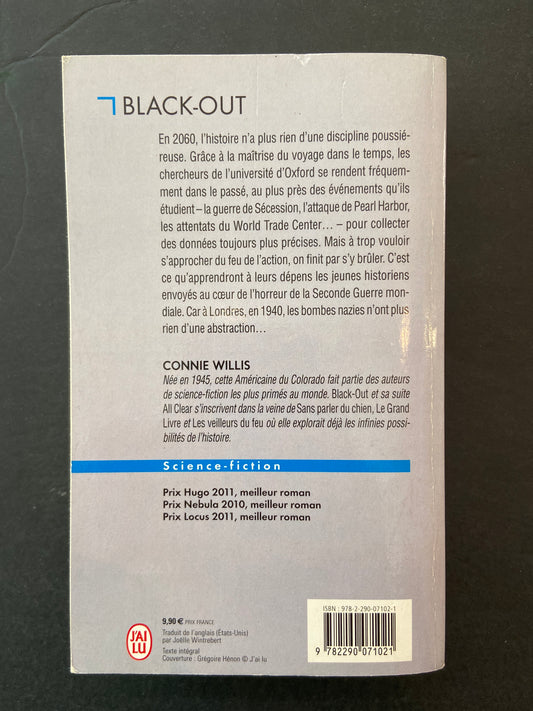 BLACK-OUT
En 2060, l'histoire n'a plus rien d'une discipline poussié-
reuse. Grâce à la maîtrise du voyage dans le temps, les
chercheurs de l'université d'Oxford se rendent fréquem-
ment dans le passé, au plus près des événements qu'ils
étudient – la guerre de Sécession, l'attaque de Pearl Harbor,
les attentats du World Trade Center… – pour collecter
des données toujours plus précises. Mais à trop vouloir
s'approcher du feu de l'action, on finit par s'y brûler. C'est
ce qu'apprendront à leurs dépens les jeunes historiens
envoyés au cœur de l'horreur de la Seconde Guerre mon-
diale. Car à Londres, en 1940, les bombes nazies n'ont plus
rien d'une abstraction…
CONNIE WILLIS
Née en 1945, cette Américaine du Colorado fait partie des auteurs
de science-fiction les plus primés au monde. Black-Out et sa suite
All Clear s'inscrivent dans la veine de Sans parler du chien, Le Grand
Livre et Les veilleurs du feu où elle explorait déjà les infinies possi-
bilités de l'histoire.
Science-fiction
Prix Hugo 2011, meilleur roman
Prix Nebula 2010, meilleur roman
Prix Locus 2011, meilleur roman
J'AI
LU
9,90 € PRIX FRANCE
Traduit de l'anglais (États-Unis)
par Joëlle Wintrebert
Texte intégral
Couverture : Grégoire Hénon © J'ai lu
ISBN : 978-2-290-07102-1
9 782290 071021